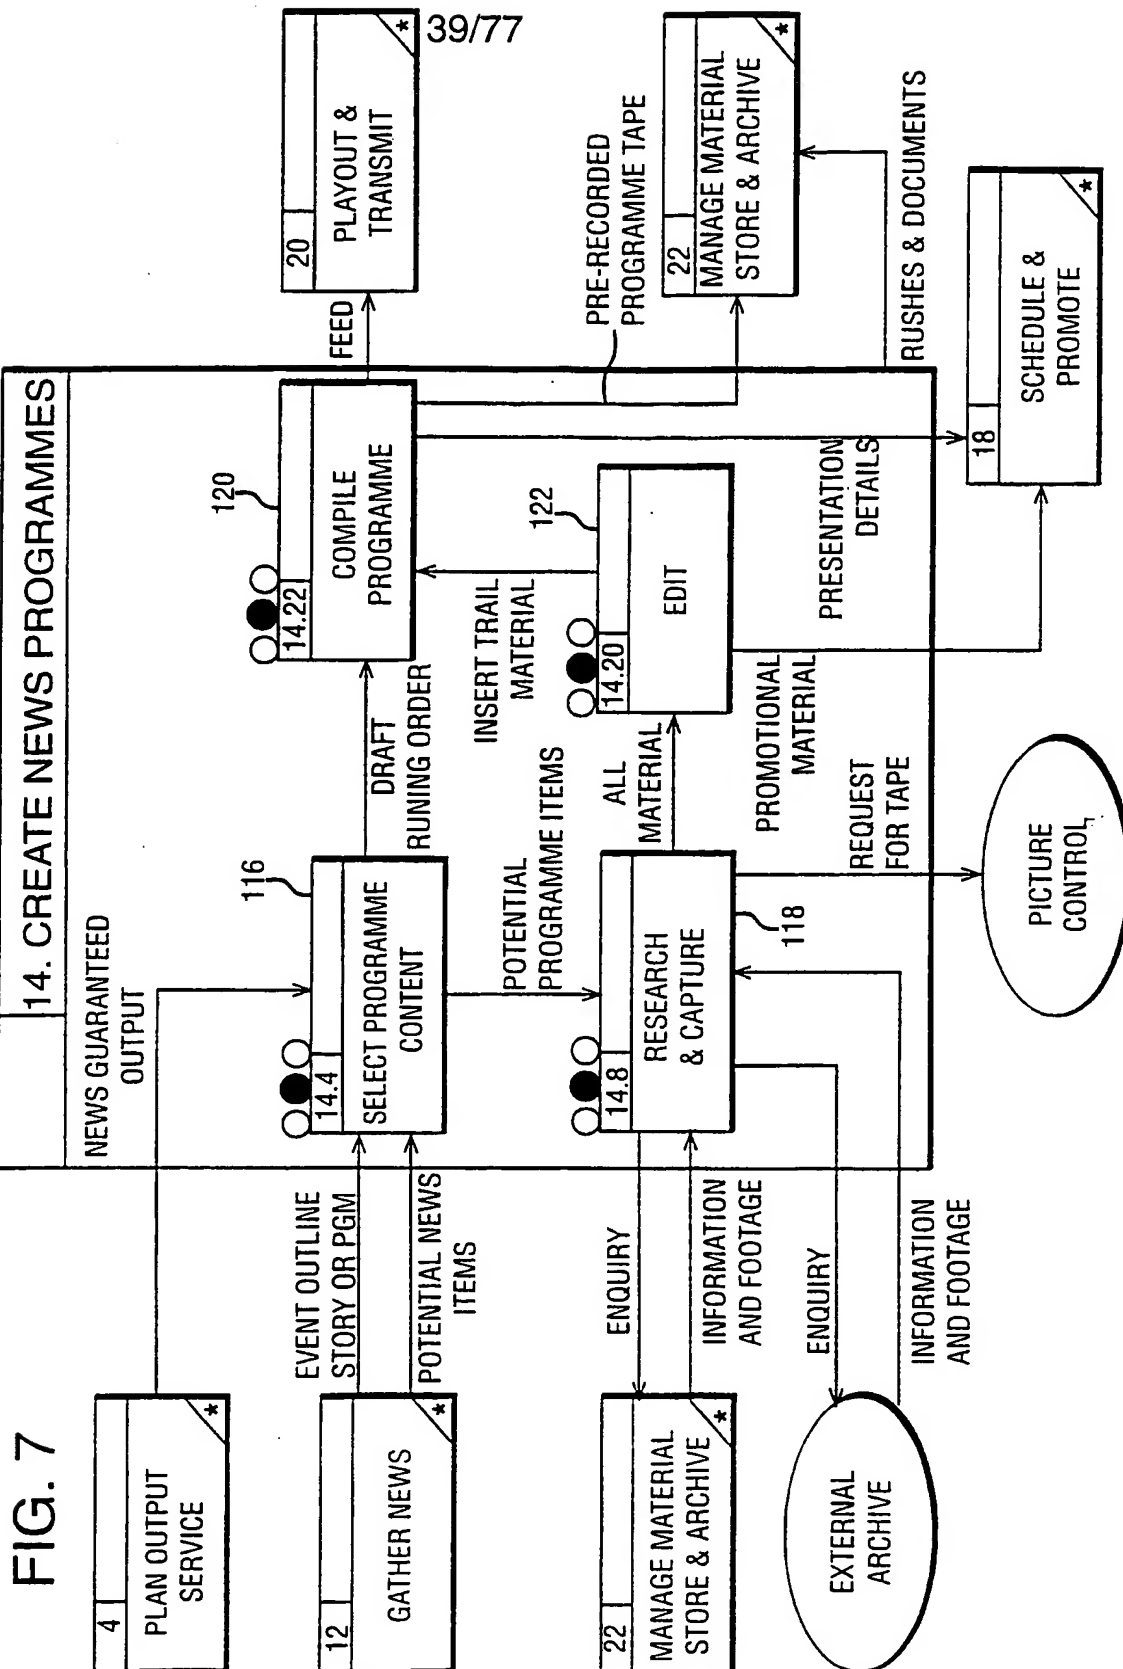 39/77
FIG. 7
14. CREATE NEWS PROGRAMMES
4
PLAN OUTPUT
SERVICE
*
NEWS GUARANTEED
OUTPUT
12
GATHER NEWS
*
EVENT OUTLINE
STORY OR PGM
POTENTIAL NEWS
ITEMS
116
14.4
SELECT PROGRAMME
CONTENT
DRAFT
RUNING ORDER
120
14.22
COMPILE
PROGRAMME
FEED
20
PLAYOUT &
TRANSMIT
*
POTENTIAL
PROGRAMME ITEMS
INSERT TRAIL
MATERIAL
PRE-RECORDED
PROGRAMME TAPE
22
MANAGE MATERIAL
STORE & ARCHIVE
*
ENQUIRY
INFORMATION
AND FOOTAGE
14.8
RESEARCH
& CAPTURE
118
ALL
MATERIAL
122
14.20
EDIT
22
MANAGE MATERIAL
STORE & ARCHIVE
*
PROMOTIONAL
MATERIAL
PRESENTATION
DETAILS
RUSHES & DOCUMENTS
ENQUIRY
REQUEST
FOR TAPE
EXTERNAL
ARCHIVE
INFORMATION
AND FOOTAGE
PICTURE
CONTROL
18
SCHEDULE &
PROMOTE
*